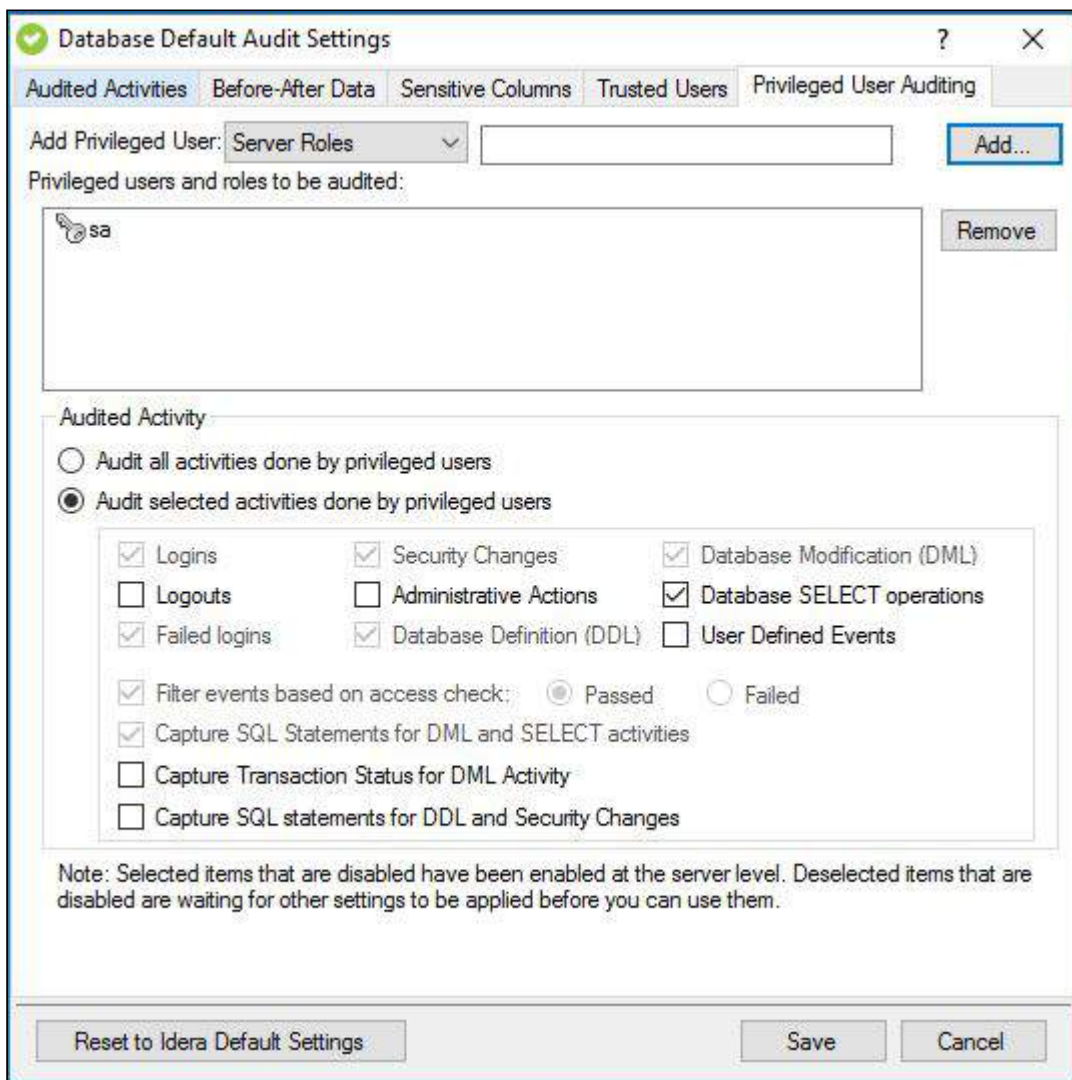 Database Default Audit Settings
?
Audited Activities Before-After Data Sensitive Columns Trusted Users Privileged User Auditing
Add Privileged User: Server Roles Add...
Privileged users and roles to be audited:
sa Remove
Audited Activity
Audit all activities done by privileged users
Audit selected activities done by privileged users
Logins Security Changes Database Modification (DML)
Logouts Administrative Actions Database SELECT operations
Failed logins Database Definition (DDL) User Defined Events
Filter events based on access check: Passed Failed
Capture SQL Statements for DML and SELECT activities
Capture Transaction Status for DML Activity
Capture SQL statements for DDL and Security Changes
Note: Selected items that are disabled have been enabled at the server level. Deselected items that are
disabled are waiting for other settings to be applied before you can use them.
Reset to Idera Default Settings Save Cancel